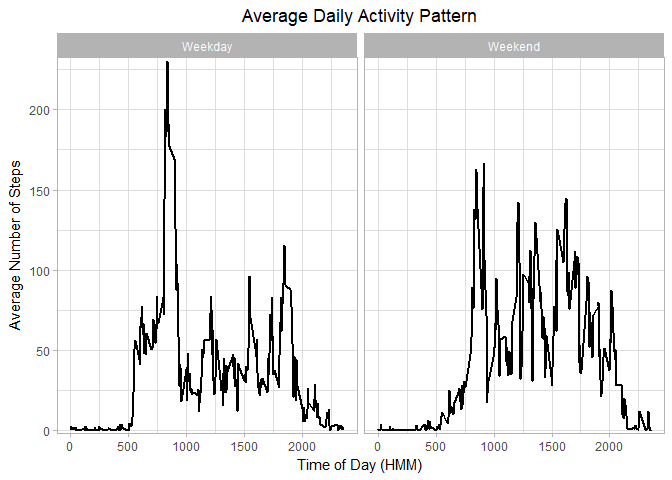 Average Daily Activity Pattern
Weekday Weekend
Average Number of Steps
200
150
100
50
0
0 500 1000 1500 2000 0 500 1000 1500 2000
Time of Day (HMM)